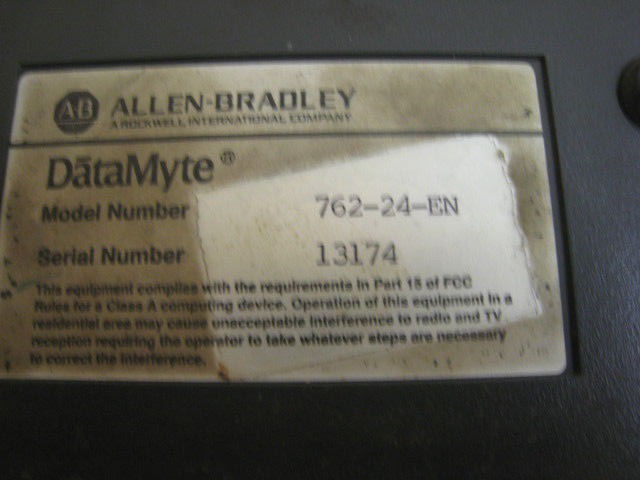 AB ALLEN-BRADLEY
A ROCKWELL INTERNATIONAL COMPANY
DātaMyte ®
Model Number 762-24-EN
Serial Number 13174
This equipment complies with the requirements in Part 15 of FCC
Rules for a Class A computing device. Operation of this equipment in a
residential area may cause unacceptable interference to radio and TV
reception requiring the operator to take whatever steps are necessary
to correct the interference.